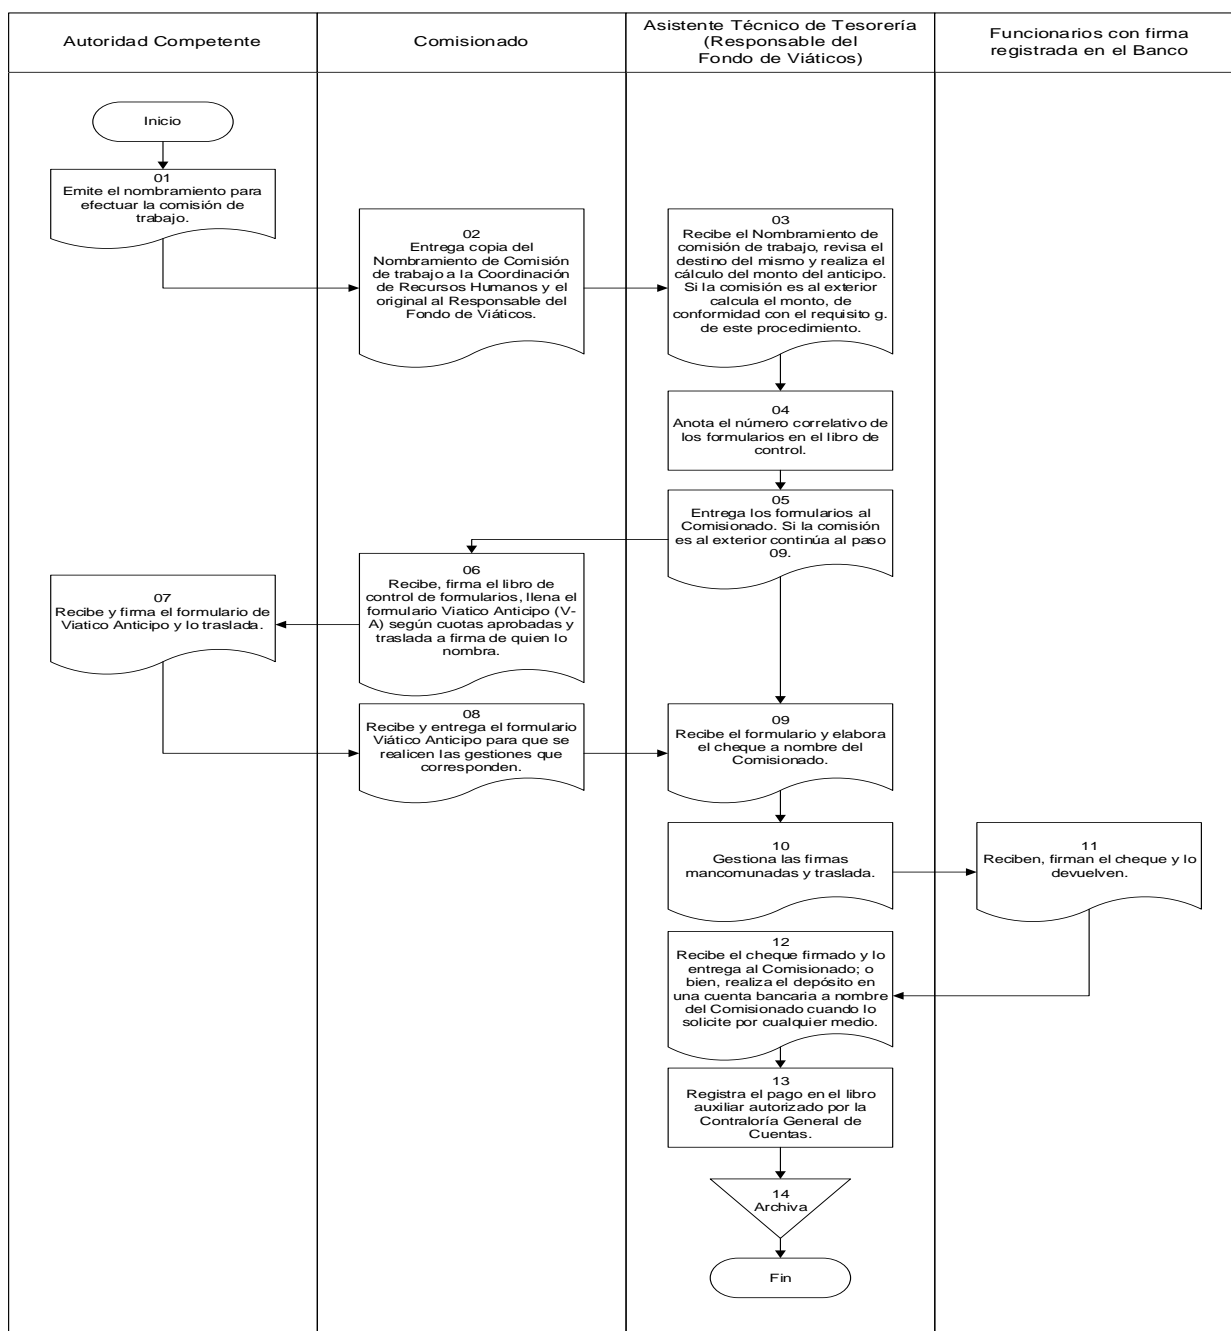 Autoridad Competente
Comisionado
Asistente Técnico de Tesorería
(Responsable del
Fondo de Viáticos)
Funcionarios con firma
registrada en el Banco
Inicio
01
Emite el nombramiento para
efectuar la comisión de
trabajo.
02
Entrega copia del
Nombramiento de Comisión
de trabajo a la Coordinación
de Recursos Humanos y el
original al Responsable del
Fondo de Viáticos.
03
Recibe el Nombramiento de
comisión de trabajo, revisa el
destino del mismo y realiza el
cálculo del monto del anticipo.
Si la comisión es al exterior
calcula el monto, de
conformidad con el requisito g.
de este procedimiento.
04
Anota el número correlativo de
los formularios en el libro de
control.
05
Entrega los formularios al
Comisionado. Si la comisión
es al exterior continúa al paso
09.
06
Recibe, firma el libro de
control de formularios, llena el
formulario Viatico Anticipo (V-
A) según cuotas aprobadas y
traslada a firma de quien lo
nombra.
07
Recibe y firma el formulario de
Viatico Anticipo y lo traslada.
08
Recibe y entrega el formulario
Viático Anticipo para que se
realicen las gestiones que
corresponden.
09
Recibe el formulario y elabora
el cheque a nombre del
Comisionado.
10
Gestiona las firmas
mancomunadas y traslada.
11
Reciben, firman el cheque y lo
devuelven.
12
Recibe el cheque firmado y lo
entrega al Comisionado; o
bien, realiza el depósito en
una cuenta bancaria a nombre
del Comisionado cuando lo
solicite por cualquier medio.
13
Registra el pago en el libro
auxiliar autorizado por la
Contraloría General de
Cuentas.
14
Archiva
Fin